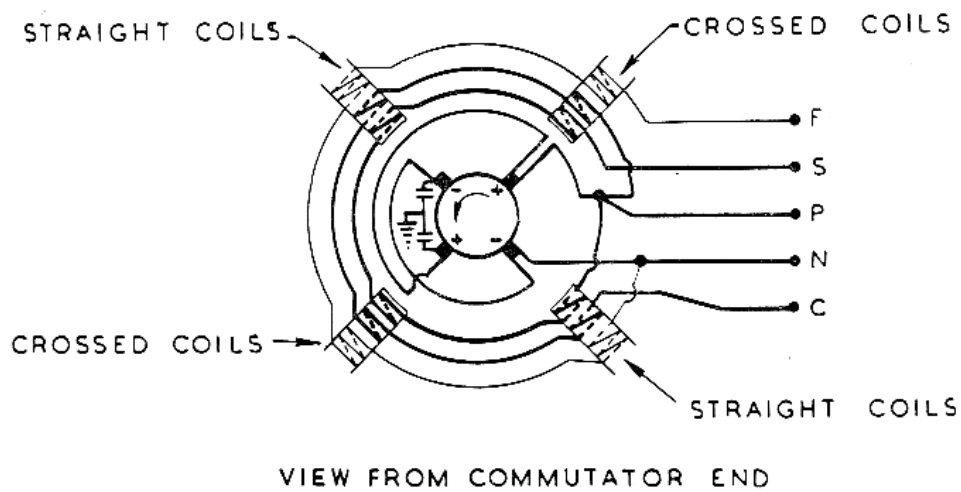 STRAIGHT COILS
CROSSED COILS
F
S
P
N
C
- +
+ -
CROSSED COILS
STRAIGHT COILS
VIEW FROM COMMUTATOR END